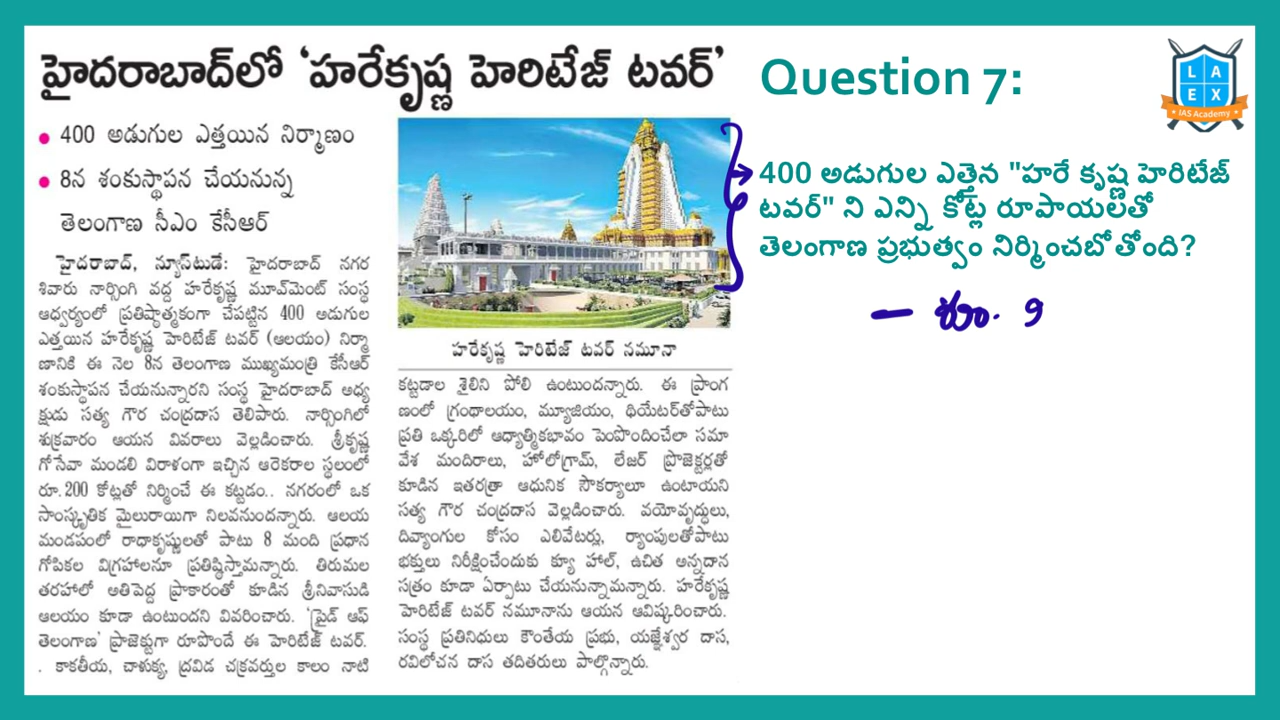 హైదరాబాద్‌లో ‘హరేకృష్ణ హెరిటేజ్ టవర్’
• 400 అడుగుల ఎత్తయిన నిర్మాణం
• 8న శంకుస్థాపన చేయనున్న
తెలంగాణ సీఎం కేసీఆర్
హైదరాబాద్, న్యూస్‌టుడే: హైదరాబాద్ నగర
శివారు నార్సింగి వద్ద హరేకృష్ణ మూవ్‌మెంట్ సంస్థ
ఆధ్వర్యంలో ప్రతిష్ఠాత్మకంగా చేపట్టిన 400 అడుగుల
ఎత్తయిన హరేకృష్ణ హెరిటేజ్ టవర్ (ఆలయం) నిర్మా
ణానికి ఈ నెల 8న తెలంగాణ ముఖ్యమంత్రి కేసీఆర్
శంకుస్థాపన చేయనున్నారని సంస్థ హైదరాబాద్ అధ్య
క్షుడు సత్య గౌర చంద్రదాస తెలిపారు. నార్సింగిలో
శుక్రవారం ఆయన వివరాలు వెల్లడించారు. శ్రీకృష్ణ
గోసేవా మండలి విరాళంగా ఇచ్చిన ఆరెకరాల స్థలంలో
రూ.200 కోట్లతో నిర్మించే ఈ కట్టడం.. నగరంలో ఒక
సాంస్కృతిక మైలురాయిగా నిలవనుందన్నారు. ఆలయ
మండపంలో రాధాకృష్ణులతో పాటు 8 మంది ప్రధాన
గోపికల విగ్రహాలనూ ప్రతిష్ఠిస్తామన్నారు. తిరుమల
తరహాలో అతిపెద్ద ప్రాకారంతో కూడిన శ్రీనివాసుడి
ఆలయం కూడా ఉంటుందని వివరించారు. ‘ప్రైడ్ ఆఫ్
తెలంగాణ’ ప్రాజెక్టుగా రూపొందే ఈ హెరిటేజ్ టవర్.
. కాకతీయ, చాళుక్య, ద్రవిడ చక్రవర్తుల కాలం నాటి
హరేకృష్ణ హెరిటేజ్ టవర్ నమూనా
కట్టడాల శైలిని పోలి ఉంటుందన్నారు. ఈ ప్రాంగ
ణంలో గ్రంథాలయం, మ్యూజియం, థియేటర్‌తోపాటు
ప్రతి ఒక్కరిలో ఆధ్యాత్మికభావం పెంపొందించేలా సమా
వేశ మందిరాలు, హోలోగ్రామ్, లేజర్ ప్రొజెక్టర్లతో
కూడిన ఇతరత్రా ఆధునిక సౌకర్యాలూ ఉంటాయని
సత్య గౌర చంద్రదాస వెల్లడించారు. వయోవృద్ధులు,
దివ్యాంగుల కోసం ఎలివేటర్లు, ర్యాంపులతోపాటు
భక్తులు నిరీక్షించేందుకు క్యూ హాల్, ఉచిత అన్నదాన
సత్రం కూడా ఏర్పాటు చేయనున్నామన్నారు. హరేకృష్ణ
హెరిటేజ్ టవర్ నమూనాను ఆయన ఆవిష్కరించారు.
సంస్థ ప్రతినిధులు కౌంతేయ ప్రభు, యజ్ఞేశ్వర దాస,
రవిలోచన దాస తదితరులు పాల్గొన్నారు.
Question 7:
400 అడుగుల ఎత్తైన "హరే కృష్ణ హెరిటేజ్
టవర్" ని ఎన్ని కోట్ల రూపాయలతో
తెలంగాణ ప్రభుత్వం నిర్మించబోతోంది?
– రూ. 9
L A
E X
IAS Academy